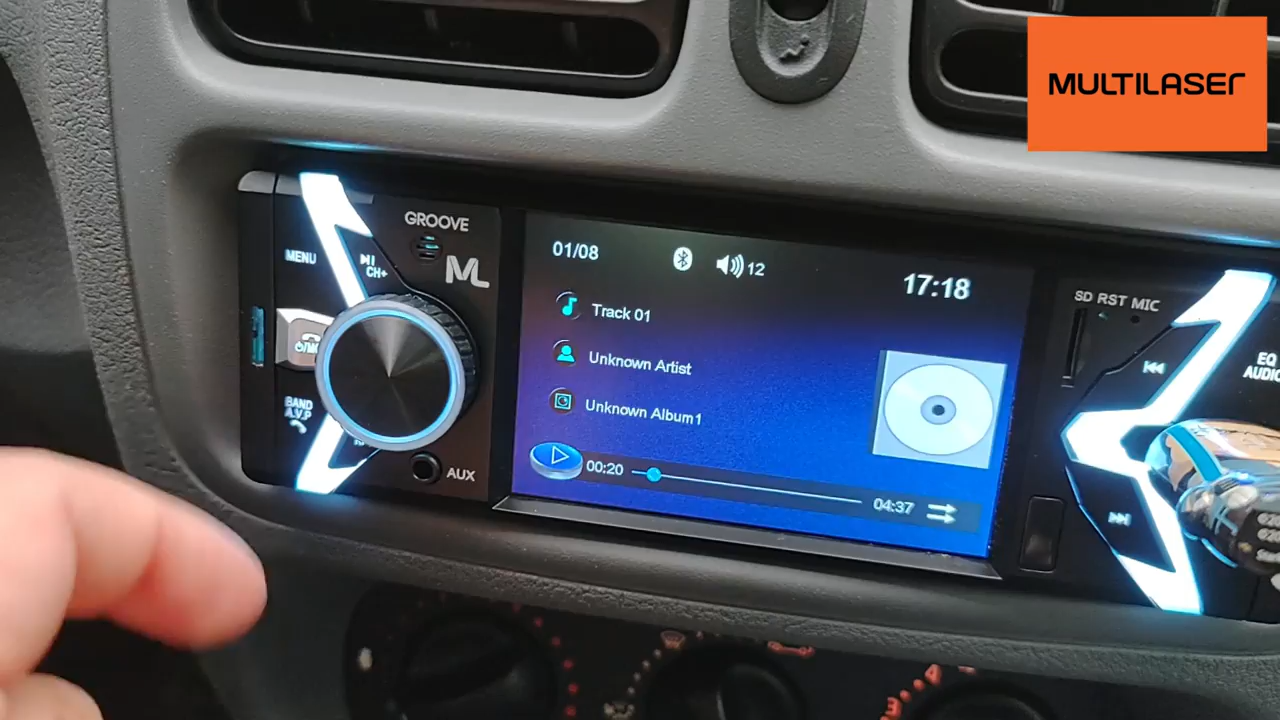 MULTILASER
GROOVE
ML
MENU
CH+
BAND
A.V.P
AUX
01/08
12
17:18
Track 01
Unknown Artist
Unknown Album1
00:20
04:37
SD RST MIC
EQ
AUDIO